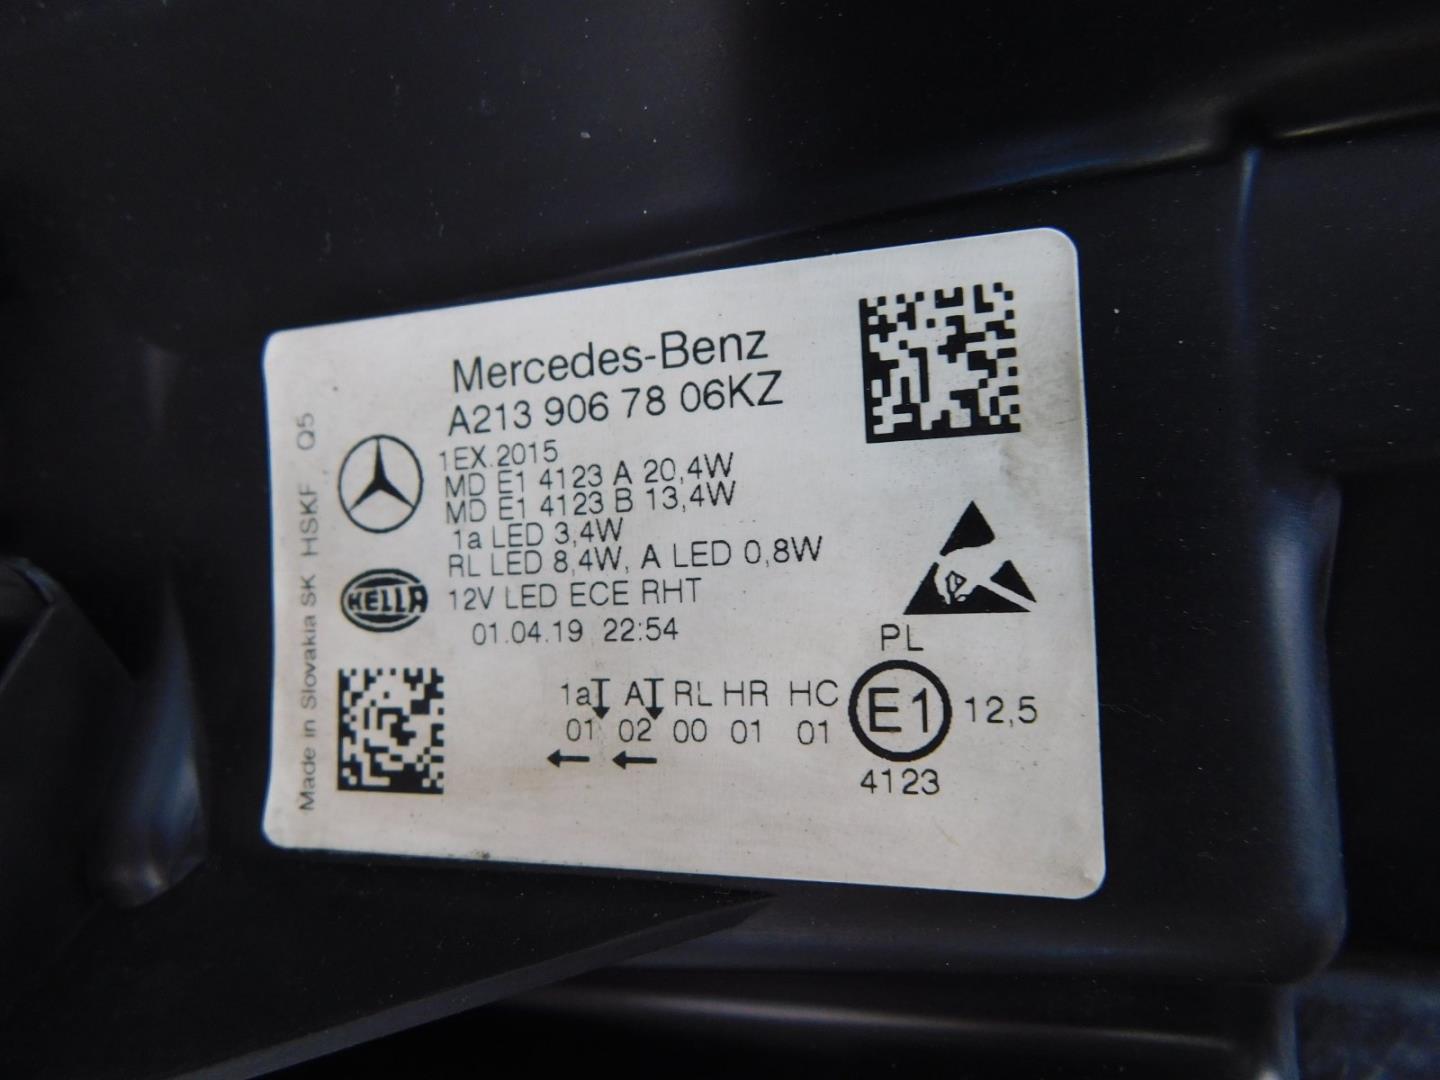 Mercedes-Benz
A213 906 78 06KZ
1EX.2015
MD E1 4123 A 20,4W
MD E1 4123 B 13,4W
1a LED 3,4W
RL LED 8,4W, A LED 0,8W
12V LED ECE RHT
01.04.19 22:54
HELLA
Made in Slovakia SK HSKF Q5
PL
1a A RL HR HC E1 12,5
01 02 00 01 01
4123